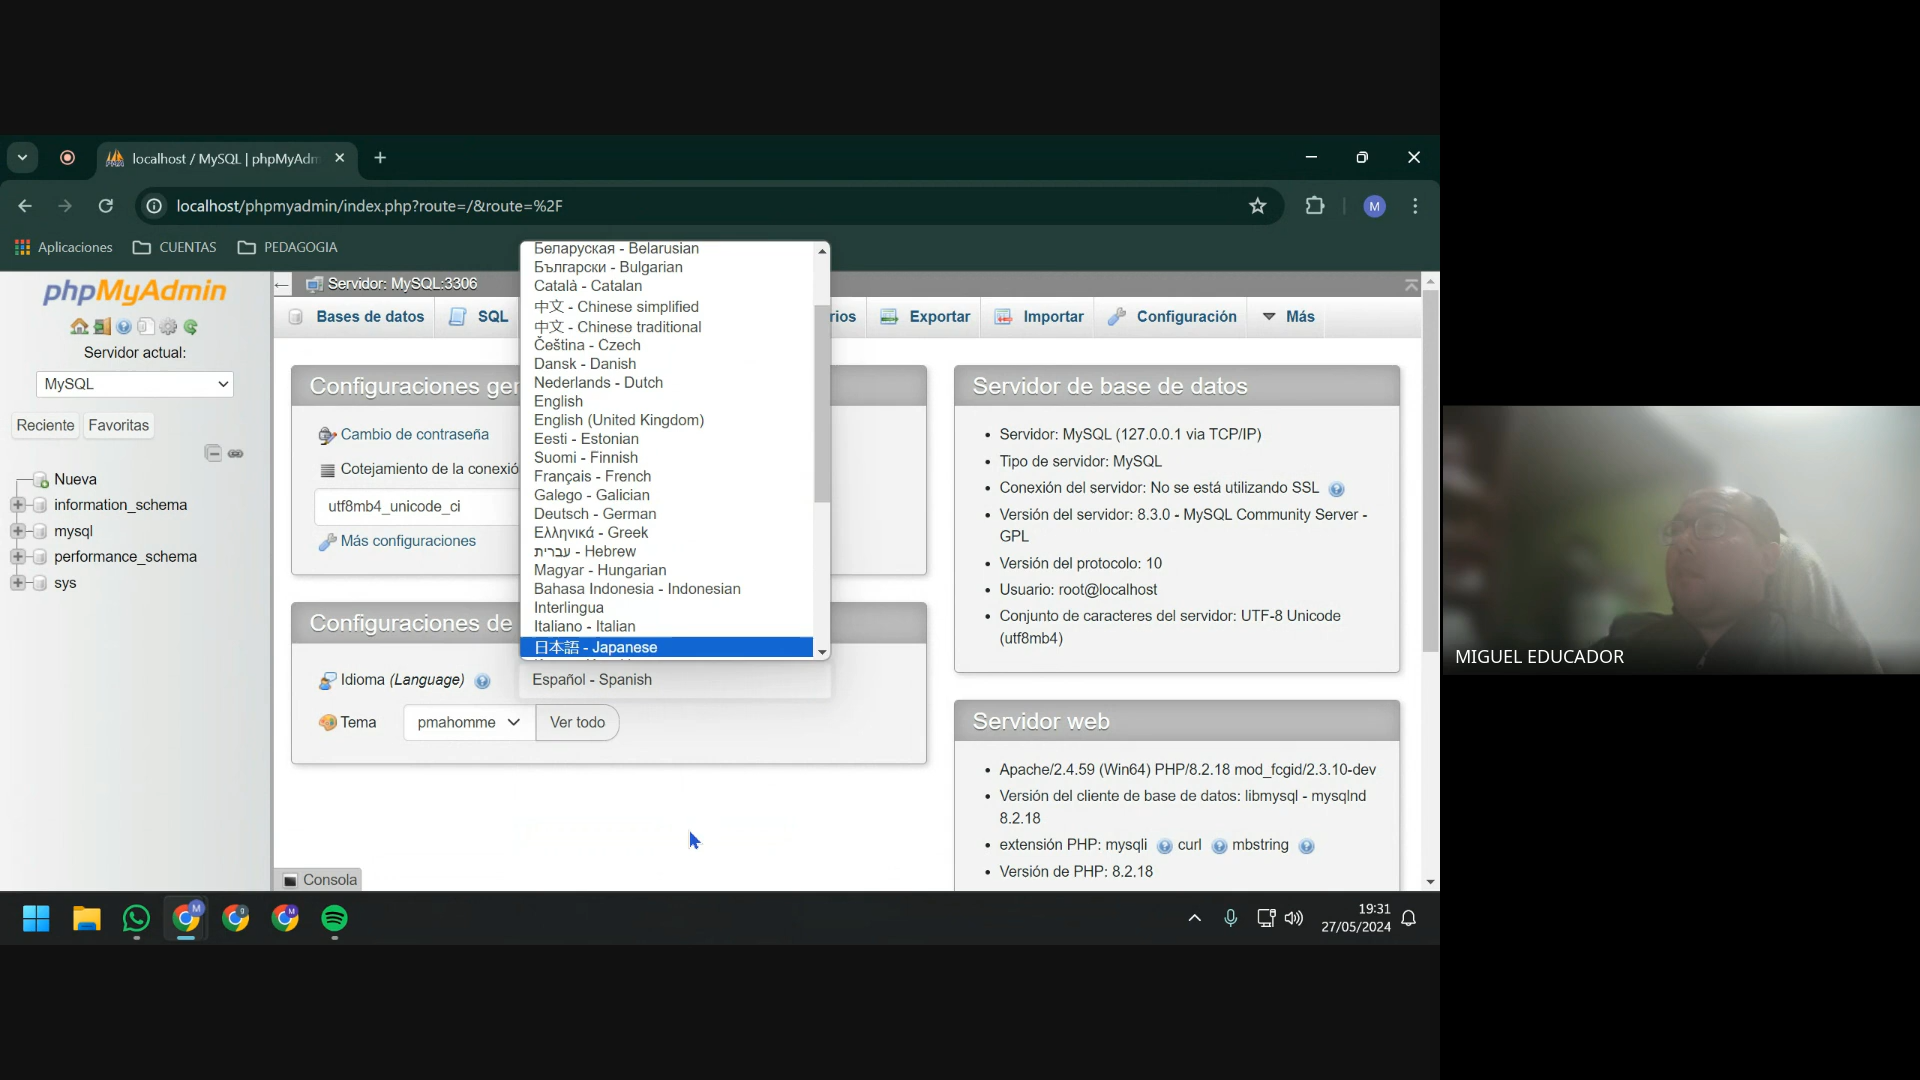 localhost / MySQL | phpMyAdm
localhost/phpmyadmin/index.php?route=/&route=%2F
M
Aplicaciones
CUENTAS
PEDAGOGIA
phpMyAdmin
Servidor actual:
MySQL
Reciente
Favoritas
Nueva
information_schema
mysql
performance_schema
sys
Servidor: MySQL:3306
Bases de datos
SQL
rios
Exportar
Importar
Configuración
Más
Configuraciones ger
Cambio de contraseña
Cotejamiento de la conexió
utf8mb4_unicode_ci
Más configuraciones
Configuraciones de
Idioma (Language)
Español - Spanish
Tema
pmahomme
Ver todo
Беларуская - Belarusian
Български - Bulgarian
Català - Catalan
中文 - Chinese simplified
中文 - Chinese traditional
Čeština - Czech
Dansk - Danish
Nederlands - Dutch
English
English (United Kingdom)
Eesti - Estonian
Suomi - Finnish
Français - French
Galego - Galician
Deutsch - German
Ελληνικά - Greek
עברית - Hebrew
Magyar - Hungarian
Bahasa Indonesia - Indonesian
Interlingua
Italiano - Italian
日本語 - Japanese
Servidor de base de datos
Servidor: MySQL (127.0.0.1 via TCP/IP)
Tipo de servidor: MySQL
Conexión del servidor: No se está utilizando SSL
Versión del servidor: 8.3.0 - MySQL Community Server -
GPL
Versión del protocolo: 10
Usuario: root@localhost
Conjunto de caracteres del servidor: UTF-8 Unicode
(utf8mb4)
Servidor web
Apache/2.4.59 (Win64) PHP/8.2.18 mod_fcgid/2.3.10-dev
Versión del cliente de base de datos: libmysql - mysqlnd
8.2.18
extensión PHP: mysqli curl mbstring
Versión de PHP: 8.2.18
Consola
19:31
27/05/2024
MIGUEL EDUCADOR